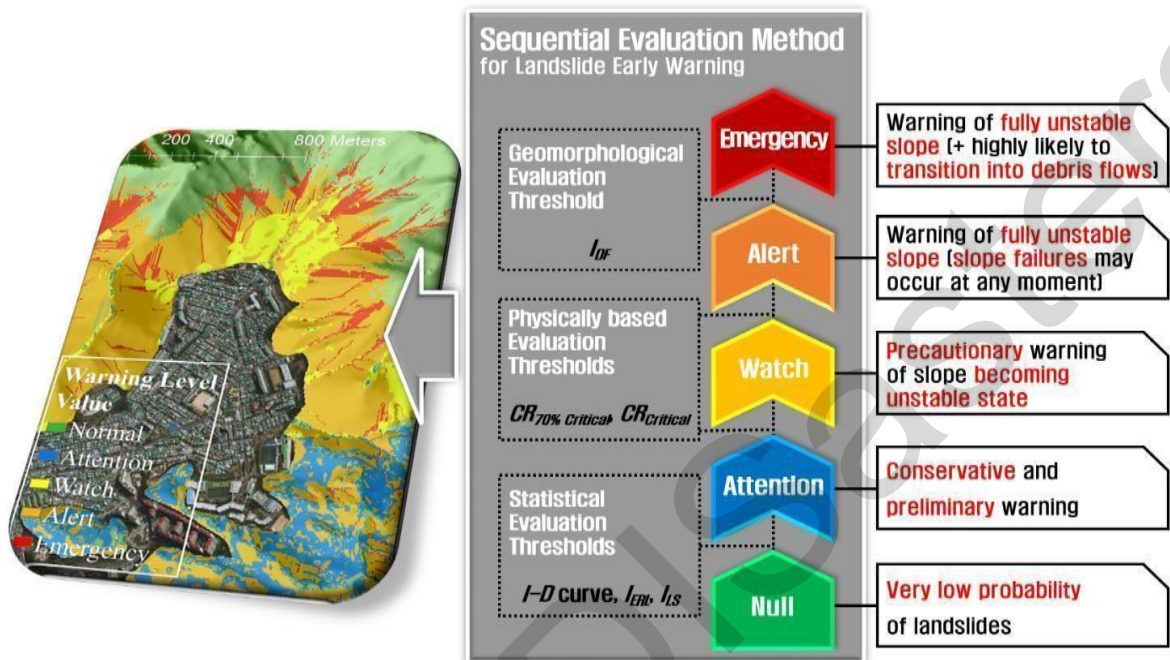 200 400 800 Meters
Warning Level
Value
Normal
Attention
Watch
Alert
Emergency
Sequential Evaluation Method
for Landslide Early Warning
Geomorphological
Evaluation
Threshold
I_DF
Physically based
Evaluation
Thresholds
CR_70% Critical, CR_Critical
Statistical
Evaluation
Thresholds
I-D curve, I_ERI, I_LS
Emergency
Alert
Watch
Attention
Null
Warning of fully unstable
slope (+ highly likely to
transition into debris flows)
Warning of fully unstable
slope (slope failures may
occur at any moment)
Precautionary warning
of slope becoming
unstable state
Conservative and
preliminary warning
Very low probability
of landslides
Disasters